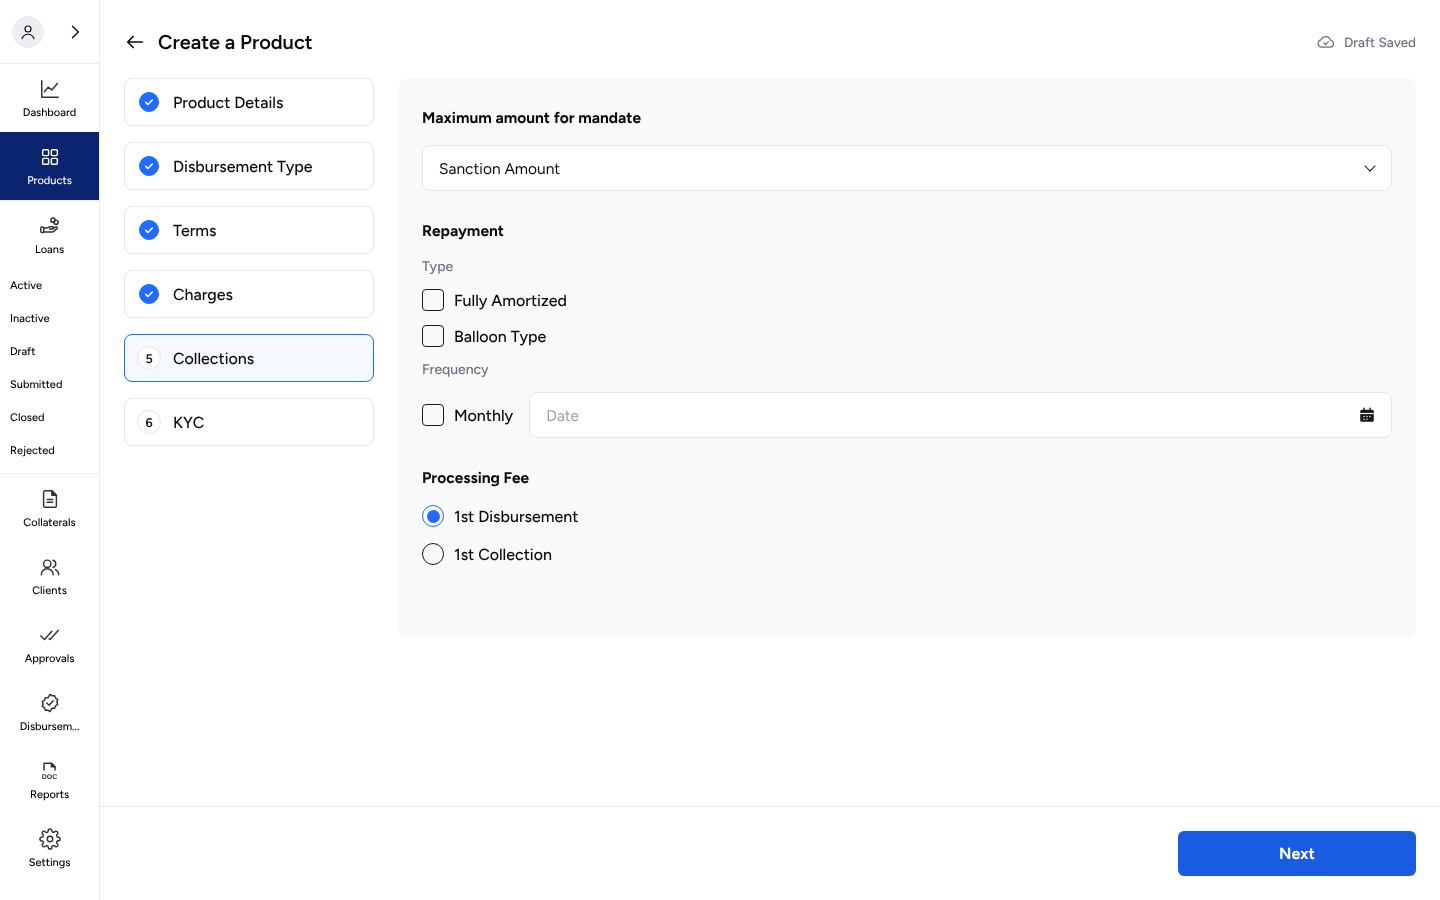 Create a Product
Draft Saved
Dashboard
Products
Loans
Active
Inactive
Draft
Submitted
Closed
Rejected
Collaterals
Clients
Approvals
Disbursem...
DOC
Reports
Settings
Product Details
Disbursement Type
Terms
Charges
5 Collections
6 KYC
Maximum amount for mandate
Sanction Amount
Repayment
Type
Fully Amortized
Balloon Type
Frequency
Monthly Date
Processing Fee
1st Disbursement
1st Collection
Next